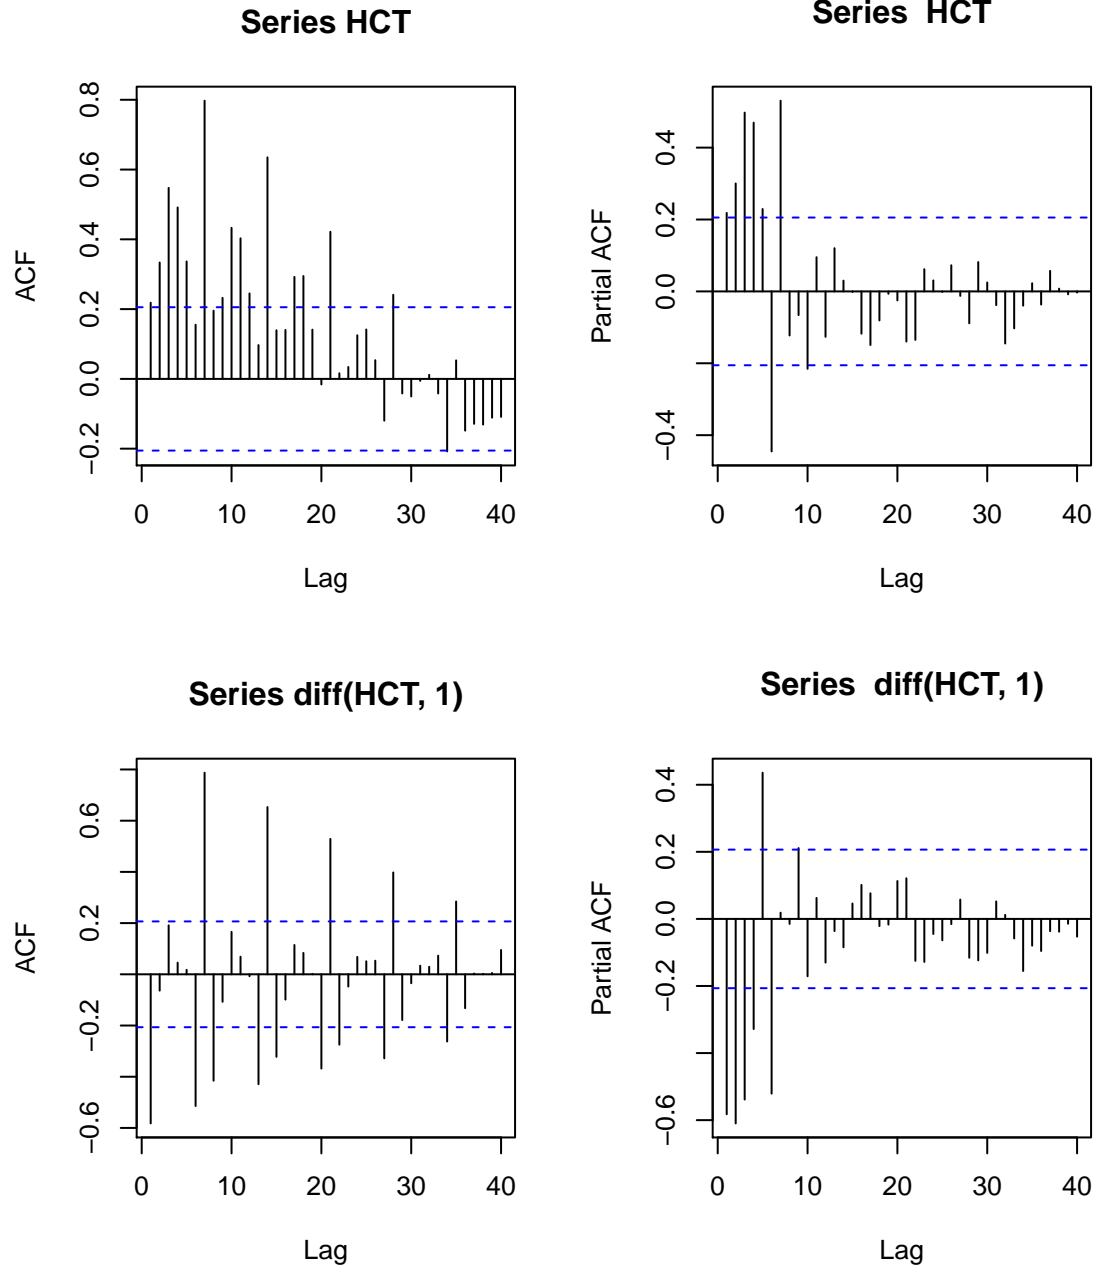 Series HCT
ACF
0.8
0.6
0.4
0.2
0.0
−0.2
0 10 20 30 40
Lag
Series  HCT
Partial ACF
0.4
0.2
0.0
−0.4
0 10 20 30 40
Lag
Series diff(HCT, 1)
ACF
0.6
0.2
−0.2
−0.6
0 10 20 30 40
Lag
Series  diff(HCT, 1)
Partial ACF
0.4
0.2
0.0
−0.2
−0.6
0 10 20 30 40
Lag